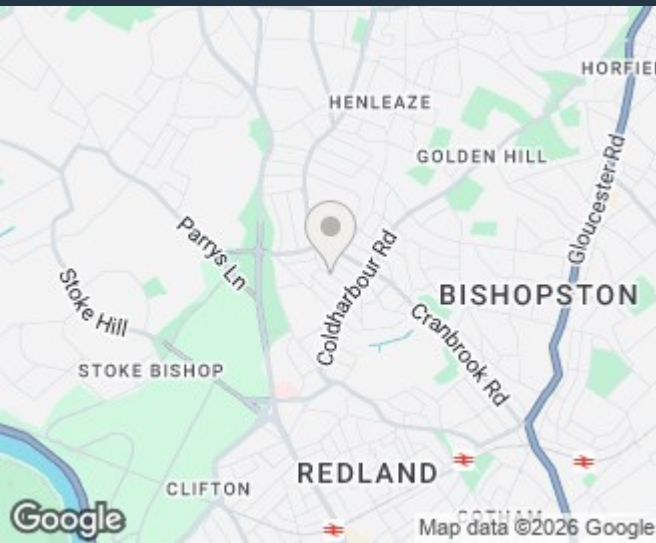 HORFIE
HENLEAZE
GOLDEN HILL
Gloucester Rd
Parrys Ln
Coldharbour Rd
Stoke Hill
BISHOPSTON
Cranbrook Rd
STOKE BISHOP
REDLAND
CLIFTON
COTHAM
Google
Map data ©2026 Google